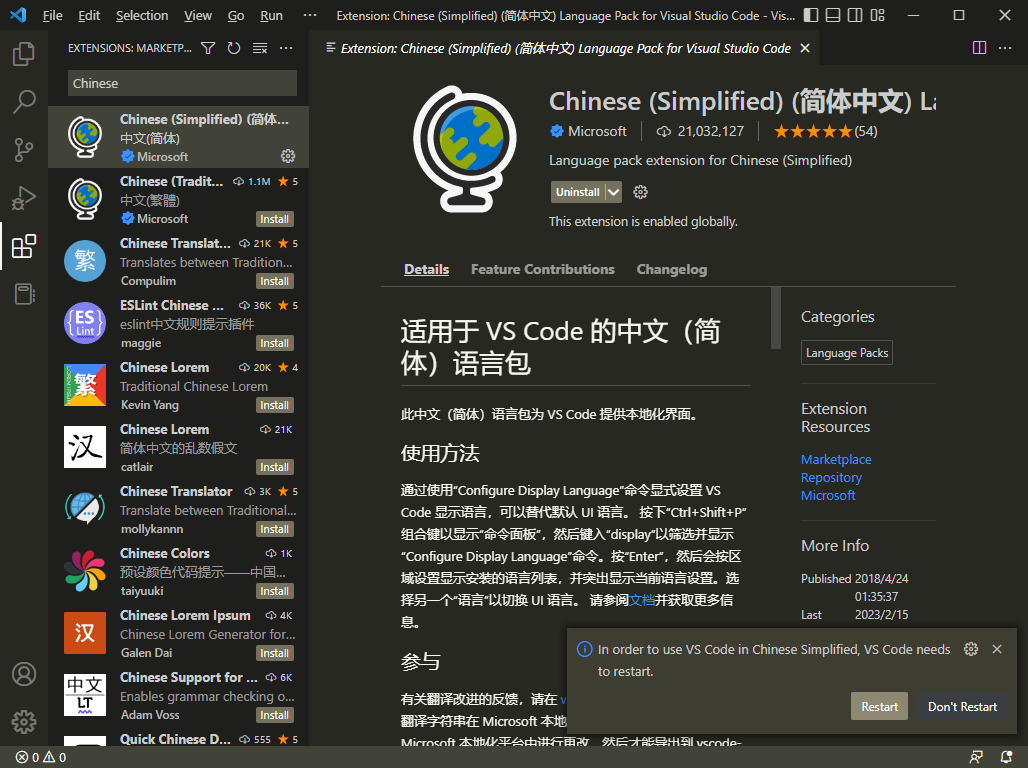 File Edit Selection View Go Run ··· Extension: Chinese (Simplified) (简体中文) Language Pack for Visual Studio Code - Vis...
EXTENSIONS: MARKETP...
Chinese
Chinese (Simplified) (简体...
中文(简体)
Microsoft
Chinese (Tradit... 1.1M ★ 5
中文(繁體)
Microsoft Install
繁
Chinese Translat... 21K ★ 5
Translates between Tradition...
Compulim Install
{ES Lint}
ESLint Chinese ... 36K ★ 5
eslint中文规则提示插件
maggie Install
繁
Chinese Lorem 20K ★ 4
Traditional Chinese Lorem
Kevin Yang Install
汉
Chinese Lorem 21K
简体中文的乱数假文
catlair Install
Chinese Translator 3K ★ 5
Translate between Traditional...
mollykannn Install
Chinese Colors 1K
预设颜色代码提示——中国...
taiyuuki Install
汉
Chinese Lorem Ipsum 4K
Chinese Lorem Generator for...
Galen Dai Install
中文
LT
Chinese Support for ... 6K
Enables grammar checking o...
Adam Voss Install
Quick Chinese D... 555 ★ 5
Extension: Chinese (Simplified) (简体中文) Language Pack for Visual Studio Code
Chinese (Simplified) (简体中文) La
Microsoft 21,032,127 ★★★★★(54)
Language pack extension for Chinese (Simplified)
Uninstall
This extension is enabled globally.
Details Feature Contributions Changelog
适用于 VS Code 的中文（简
体）语言包
此中文（简体）语言包为 VS Code 提供本地化界面。
使用方法
通过使用“Configure Display Language”命令显式设置 VS
Code 显示语言，可以替代默认 UI 语言。 按下“Ctrl+Shift+P”
组合键以显示“命令面板”，然后键入“display”以筛选并显示
“Configure Display Language”命令。按“Enter”，然后会按区
域设置显示安装的语言列表，并突出显示当前语言设置。选
择另一个“语言”以切换 UI 语言。 请参阅文档并获取更多信
息。
参与
有关翻译改进的反馈，请在 v
翻译字符串在 Microsoft 本地
Microsoft 本地化平台中进行更改，然后才能导出到 vscode-
Categories
Language Packs
Extension
Resources
Marketplace
Repository
Microsoft
More Info
Published 2018/4/24
01:35:37
Last 2023/2/15
In order to use VS Code in Chinese Simplified, VS Code needs
to restart.
Restart Don't Restart
0 0